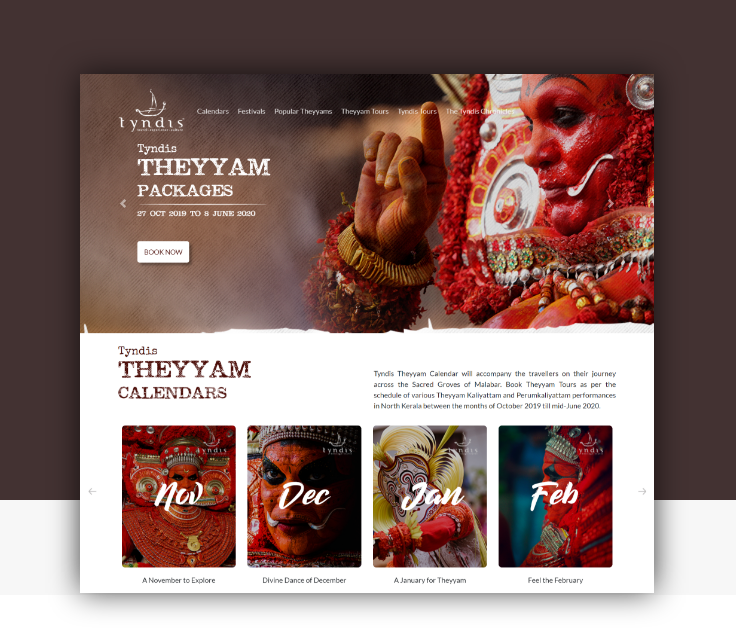 tyndis
Calendars Festivals Popular Theyyams Theyyam Tours Tyndis Tours The Tyndis Chronicles
Tyndis
THEYYAM
PACKAGES
27 OCT 2019 TO 8 JUNE 2020
BOOK NOW
Tyndis
THEYYAM
CALENDARS
Tyndis Theyyam Calendar will accompany the travellers on their journey
across the Sacred Groves of Malabar. Book Theyyam Tours as per the
schedule of various Theyyam Kaliyattam and Perumkaliyattam performances
in North Kerala between the months of October 2019 till mid-June 2020.
tyndis tyndis tyndis tyndis
Nov Dec Jan Feb
A November to Explore Divine Dance of December A January for Theyyam Feel the February